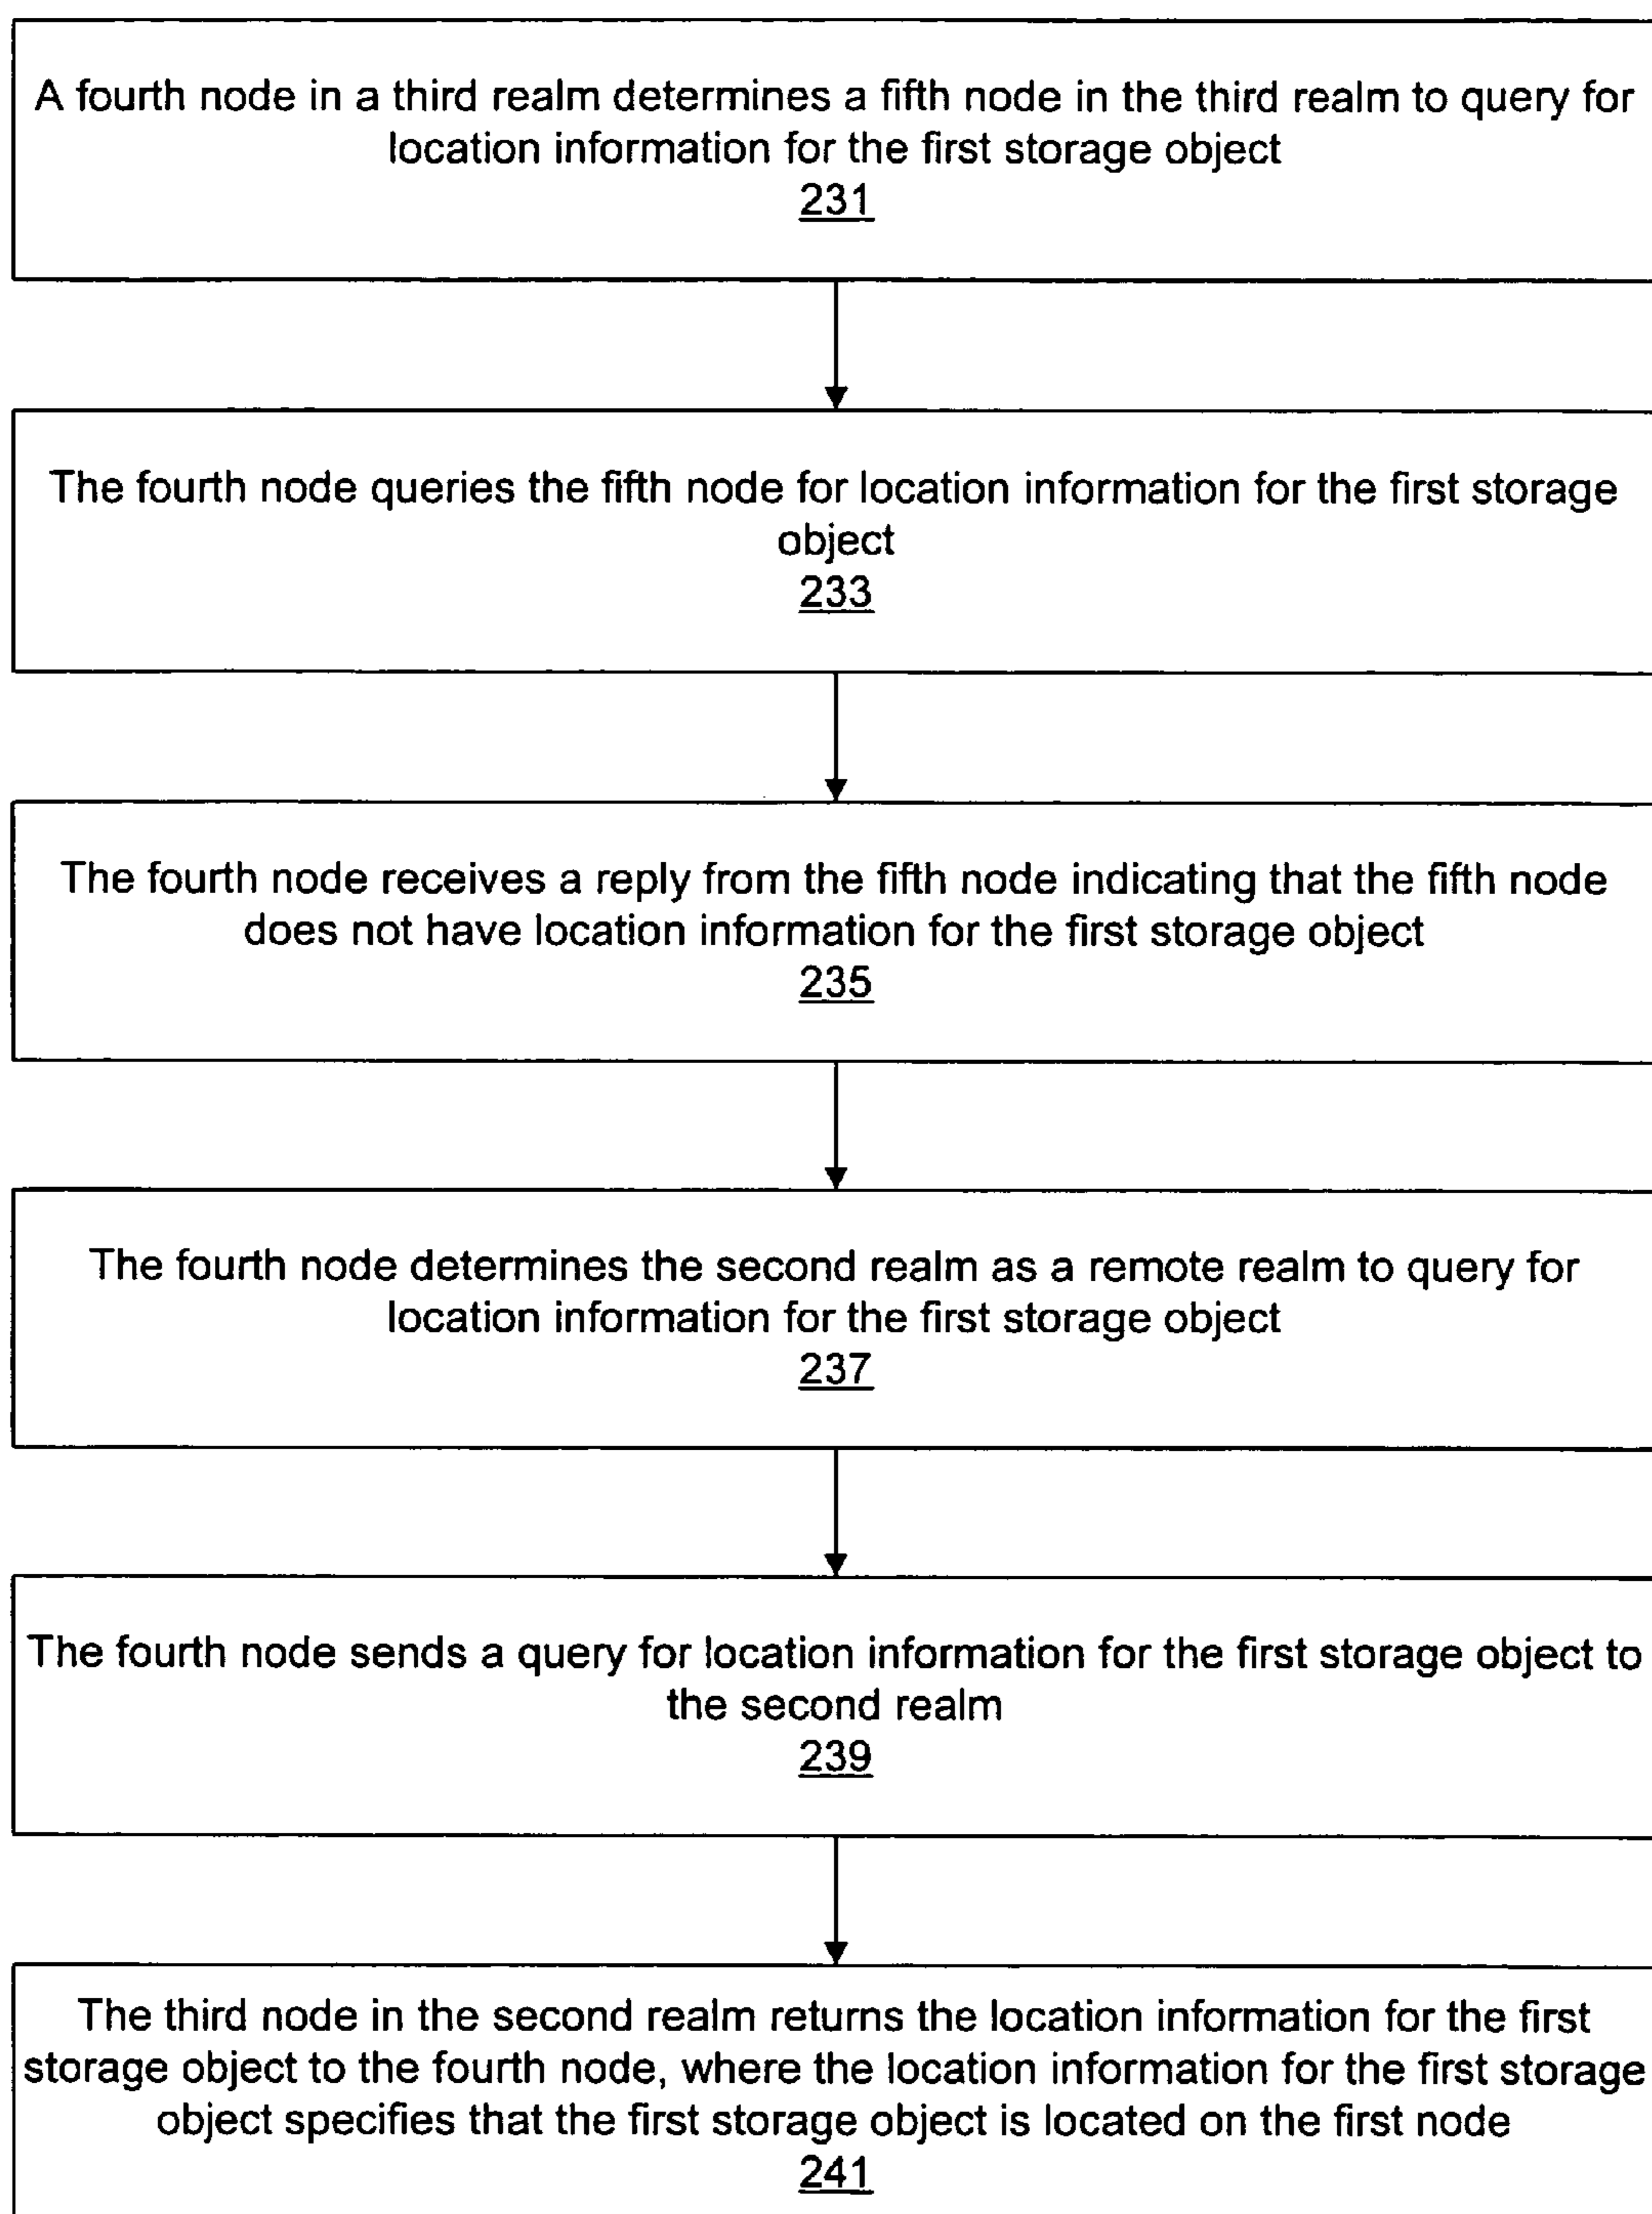 A fourth node in a third realm determines a fifth node in the third realm to query for
location information for the first storage object
231
The fourth node queries the fifth node for location information for the first storage
object
233
The fourth node receives a reply from the fifth node indicating that the fifth node
does not have location information for the first storage object
235
The fourth node determines the second realm as a remote realm to query for
location information for the first storage object
237
The fourth node sends a query for location information for the first storage object to
the second realm
239
The third node in the second realm returns the location information for the first
storage object to the fourth node, where the location information for the first storage
object specifies that the first storage object is located on the first node
241